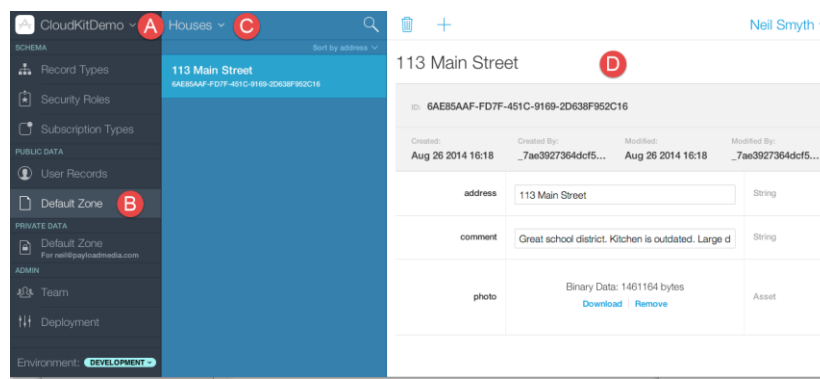 CloudKitDemo A
SCHEMA
Record Types
Security Roles
Subscription Types
PUBLIC DATA
User Records
Default Zone B
PRIVATE DATA
Default Zone
For neil@payloadmedia.com
ADMIN
Team
Deployment
Environment: DEVELOPMENT
Houses C
Sort by address
113 Main Street
6AE85AAF-FD7F-451C-9169-2D638F952C16
Neil Smyth
113 Main Street D
ID: 6AE85AAF-FD7F-451C-9169-2D638F952C16
Created: Created By: Modified: Modified By:
Aug 26 2014 16:18 _7ae3927364dcf5... Aug 26 2014 16:18 _7ae3927364dcf5...
address 113 Main Street String
comment Great school district. Kitchen is outdated. Large d String
Binary Data: 1461164 bytes
photo Asset
Download Remove